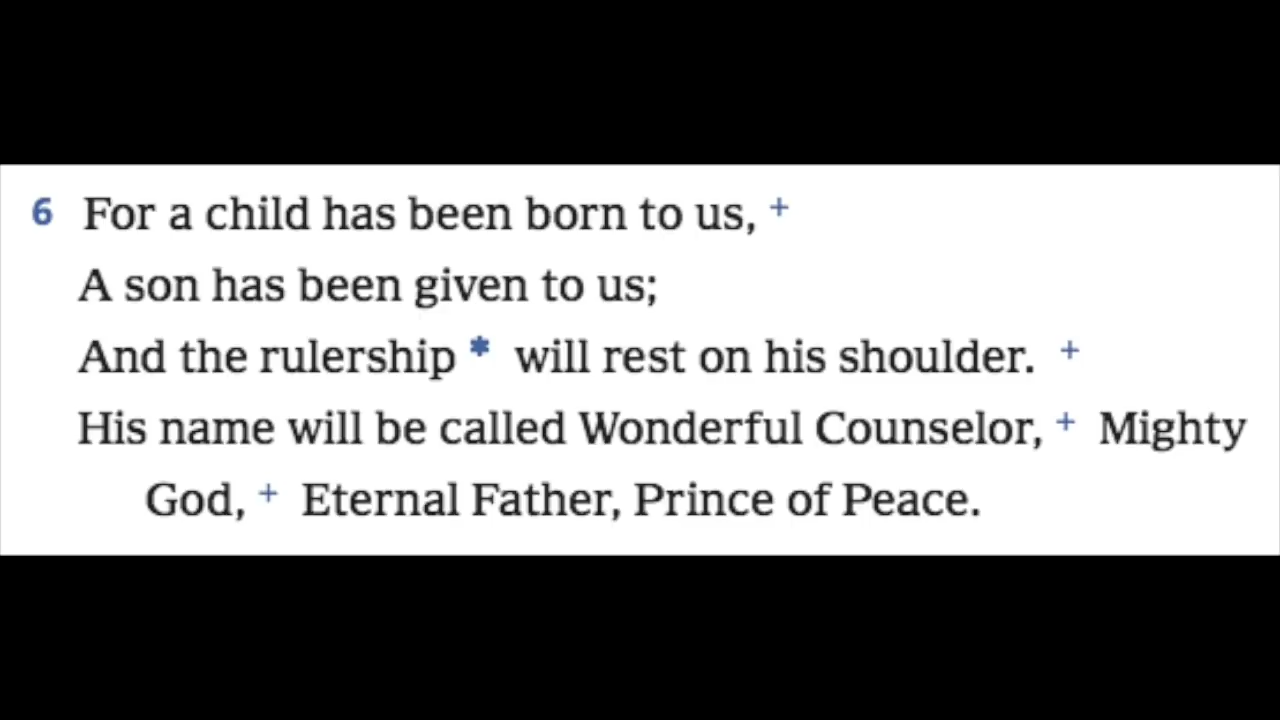 6 For a child has been born to us, +
A son has been given to us;
And the rulership * will rest on his shoulder. +
His name will be called Wonderful Counselor, + Mighty
God, + Eternal Father, Prince of Peace.